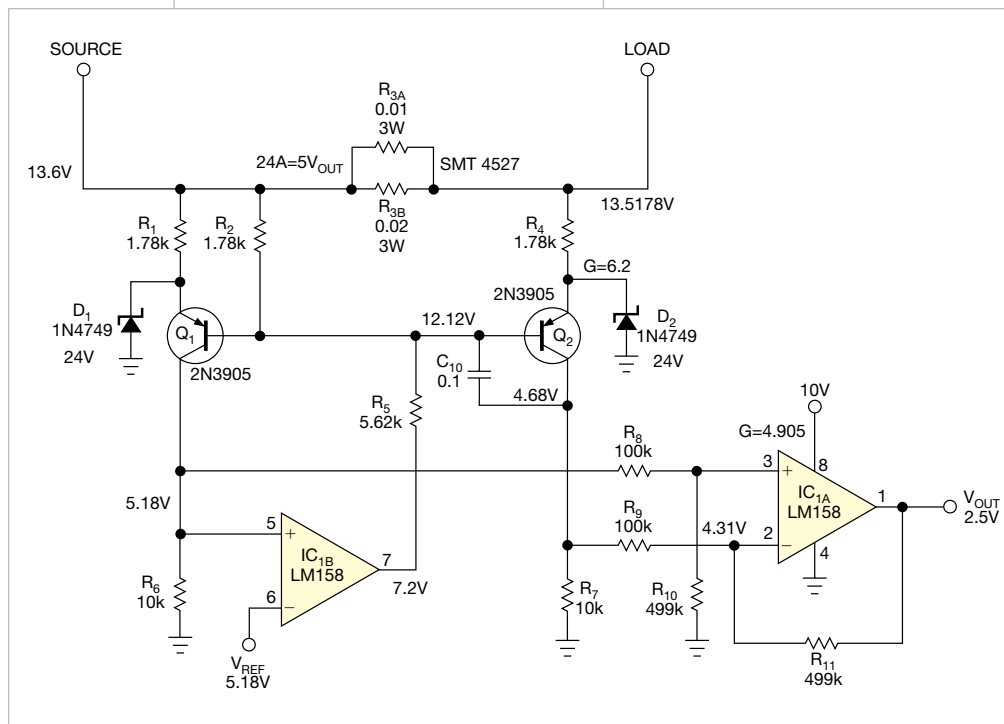 SOURCE
LOAD
R3A
0.01
3W
24A=5VOUT
SMT 4527
13.6V
R3B
0.02
3W
13.5178V
R1
1.78k
R2
1.78k
R4
1.78k
G=6.2
D1
1N4749
24V
Q1
2N3905
12.12V
2N3905
Q2
D2
1N4749
24V
C10
0.1
4.68V
R5
5.62k
10V
G=4.905
R8
100k
3
+
8
IC1A
LM158
1
VOUT
2.5V
5.18V
R9
100k
4.31V
2
−
4
5
+
IC1B
LM158
7
7.2V
6
−
R6
10k
R7
10k
R10
499k
R11
499k
VREF
5.18V